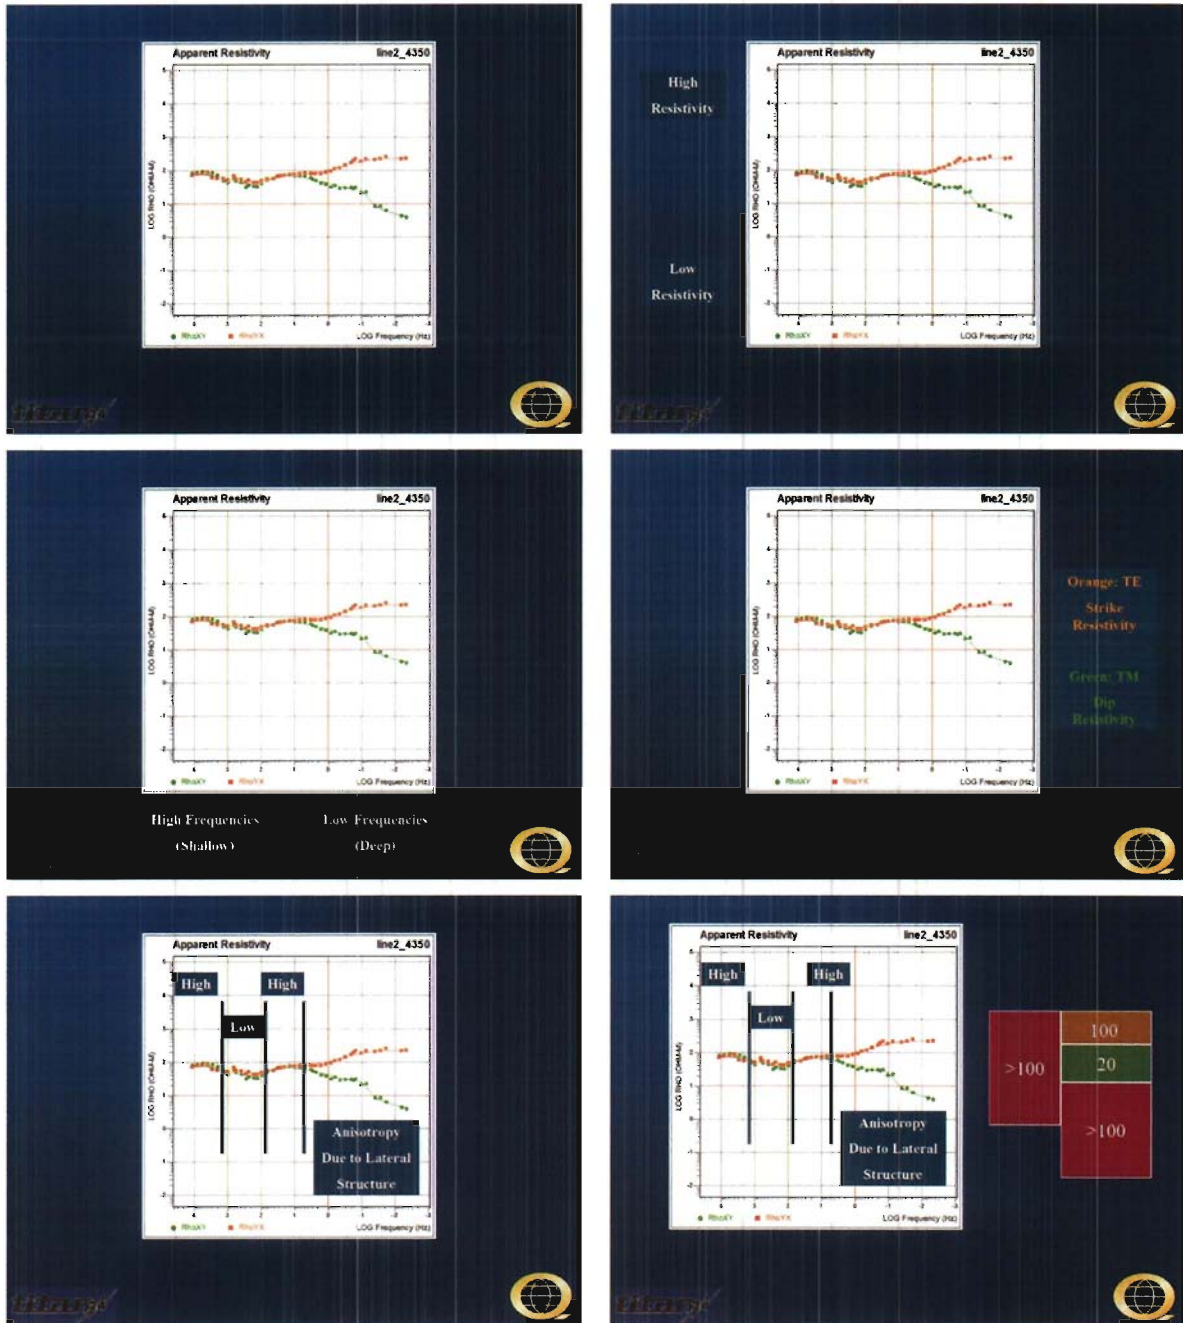 Apparent Resistivity line2_4350
LOG RHO (OHM-M)
RhoXY RhoYX LOG Frequency (Hz)
High
Resistivity
Low
Resistivity
Apparent Resistivity line2_4350
LOG RHO (OHM-M)
RhoXY RhoYX LOG Frequency (Hz)
Apparent Resistivity line2_4350
LOG RHO (OHM-M)
RhoXY RhoYX LOG Frequency (Hz)
High Frequencies
(Shallow)
Low Frequencies
(Deep)
Apparent Resistivity line2_4350
LOG RHO (OHM-M)
RhoXY RhoYX LOG Frequency (Hz)
Orange: TE
Strike
Resistivity
Green: TM
Dip
Resistivity
Apparent Resistivity line2_4350
High
High
Low
LOG RHO (OHM-M)
Anisotropy
Due to Lateral
Structure
RhoXY RhoYX LOG Frequency (Hz)
Apparent Resistivity line2_4350
High
High
Low
LOG RHO (OHM-M)
Anisotropy
Due to Lateral
Structure
RhoXY RhoYX LOG Frequency (Hz)
>100
100
20
>100